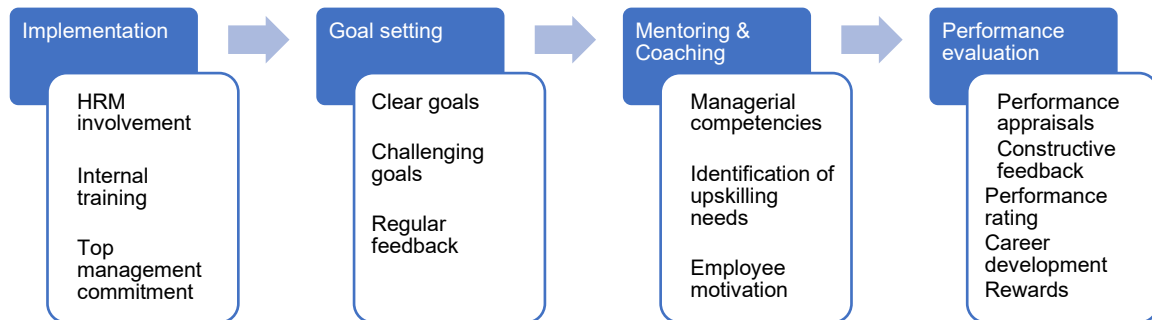 Implementation
HRM
involvement
Internal
training
Top
management
commitment
Goal setting
Clear goals
Challenging
goals
Regular
feedback
Mentoring &
Coaching
Managerial
competencies
Identification of
upskilling
needs
Employee
motivation
Performance
evaluation
Performance
appraisals
Constructive
feedback
Performance
rating
Career
development
Rewards